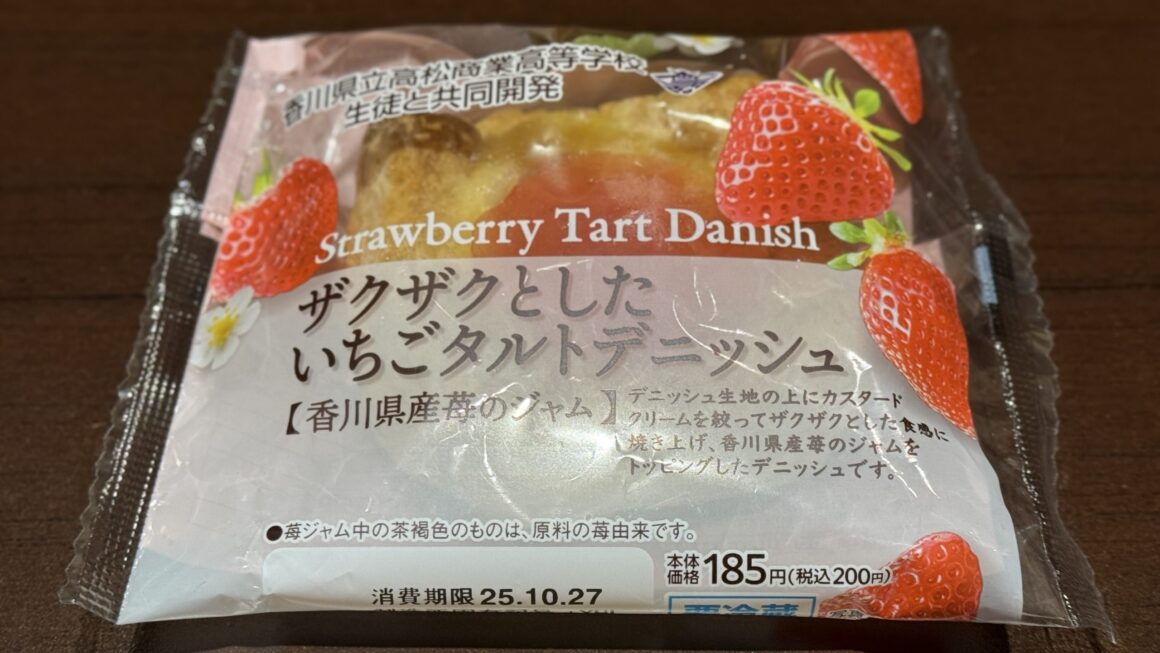 香川県立高松商業高等学校
生徒と共同開発
Strawberry Tart Danish
ザクザクとした
いちごタルトデニッシュ
【香川県産苺のジャム】
デニッシュ生地の上にカスタード
クリームを絞ってザクザクとした食感に
焼き上げ、香川県産苺のジャムを
トッピングしたデニッシュです。
●苺ジャム中の茶褐色のものは、原料の苺由来です。
本体価格185円(税込200円)
消費期限 25.10.27
要冷蔵